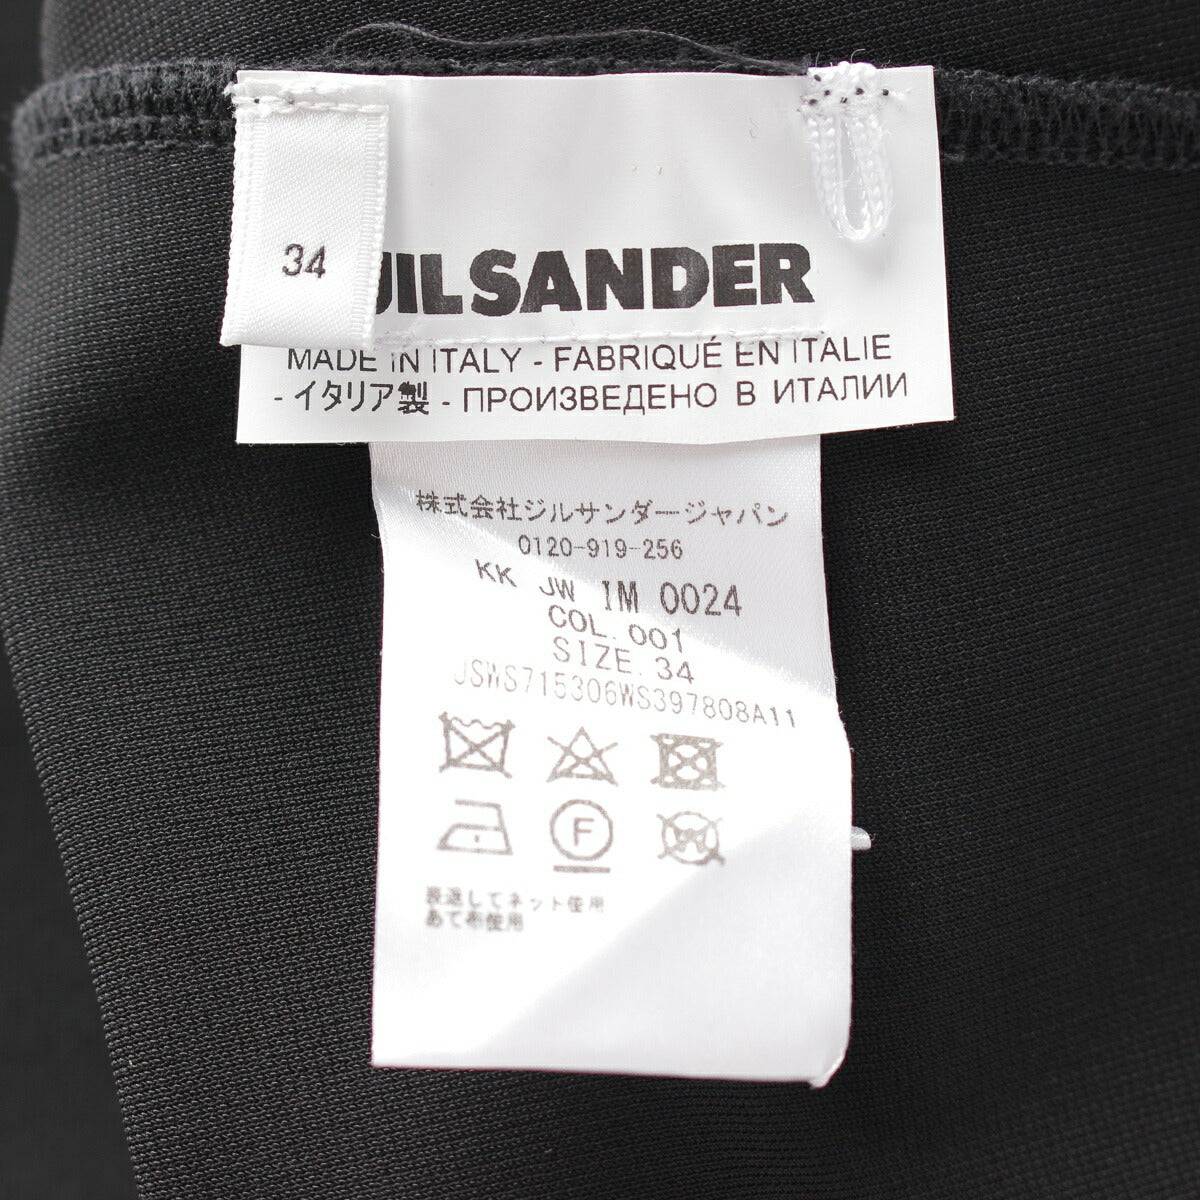 34
JIL SANDER
MADE IN ITALY - FABRIQUÉ EN ITALIE
- イタリア製 - ПРОИЗВЕДЕНО В ИТАЛИИ
株式会社ジルサンダージャパン
0120-919-256
KK JW IM 0024
COL.001
SIZE.34
JSWS715306WS397808A11
F
W
裏返してネット使用
あて布使用